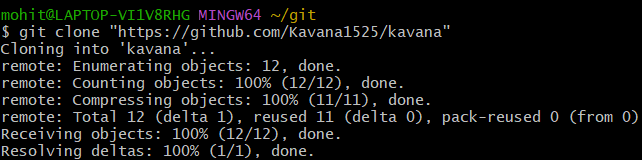 mohit@LAPTOP-VI1V8RHG MINGW64 ~/git
$ git clone "https://github.com/Kavana1525/kavana"
Cloning into 'kavana'...
remote: Enumerating objects: 12, done.
remote: Counting objects: 100% (12/12), done.
remote: Compressing objects: 100% (11/11), done.
remote: Total 12 (delta 1), reused 11 (delta 0), pack-reused 0 (from 0)
Receiving objects: 100% (12/12), done.
Resolving deltas: 100% (1/1), done.